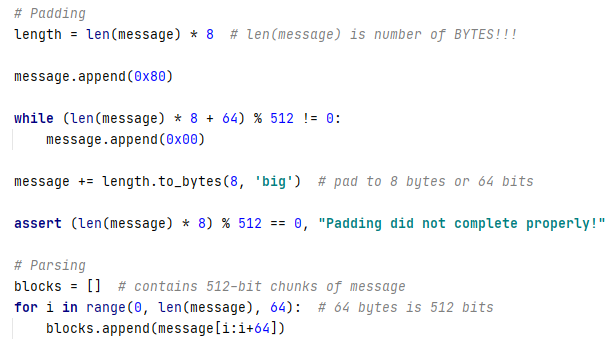 # Padding
length = len(message) * 8  # len(message) is number of BYTES!!!
message.append(0x80)
while (len(message) * 8 + 64) % 512 != 0:
    message.append(0x00)
message += length.to_bytes(8, 'big')  # pad to 8 bytes or 64 bits
assert (len(message) * 8) % 512 == 0, "Padding did not complete properly!"
# Parsing
blocks = []  # contains 512-bit chunks of message
for i in range(0, len(message), 64):  # 64 bytes is 512 bits
    blocks.append(message[i:i+64])